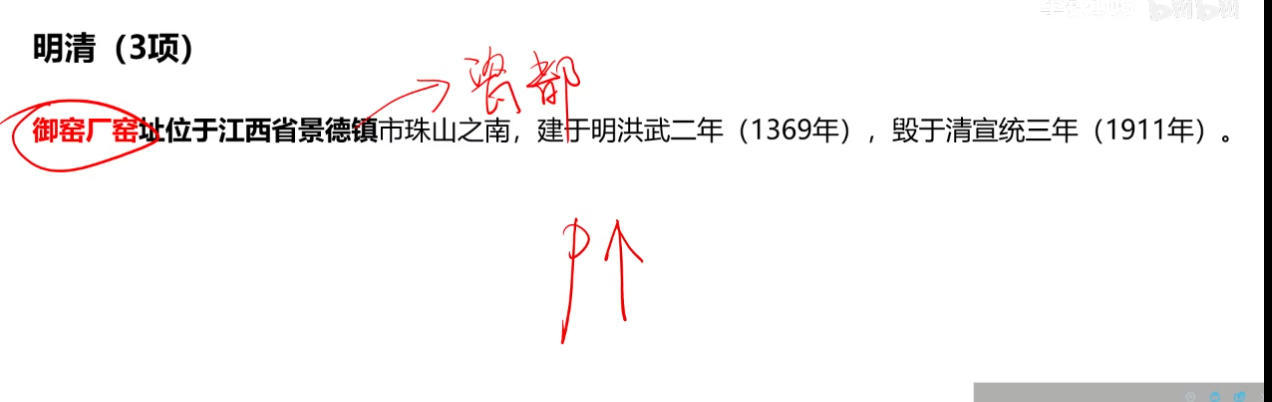 明清（3项）
瓷都
御窑厂窑址位于江西省景德镇市珠山之南，建于明洪武二年（1369年），毁于清宣统三年（1911年）。
P↑